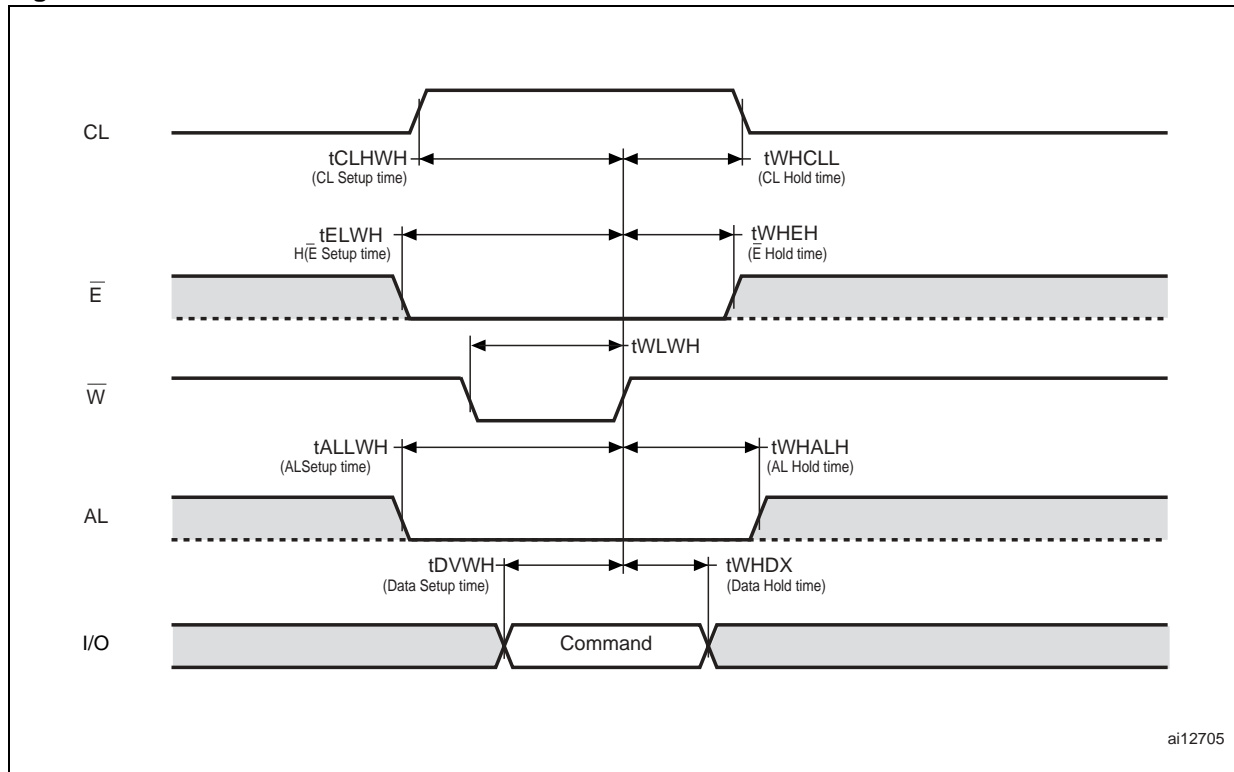 CL
tCLHWH
(CL Setup time)
tWHCLL
(CL Hold time)
tELWH
H(E̅ Setup time)
tWHEH
(E̅ Hold time)
E̅
tWLWH
W̅
tALLWH
(ALSetup time)
tWHALH
(AL Hold time)
AL
tDVWH
(Data Setup time)
tWHDX
(Data Hold time)
I/O
Command
ai12705